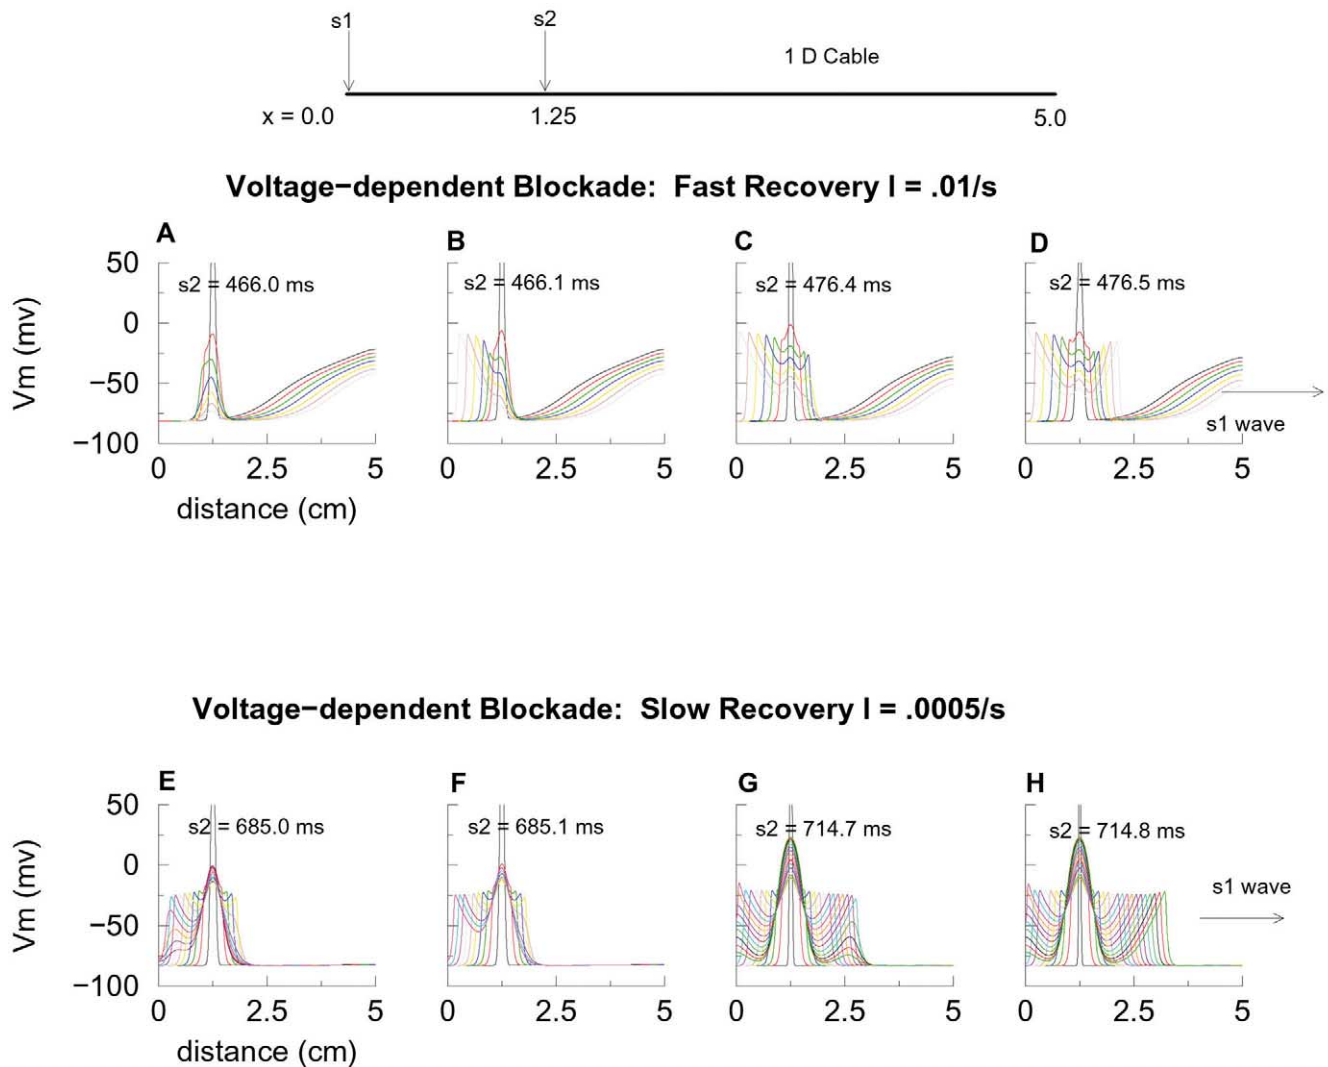 s1 s2
1 D Cable
x = 0.0 1.25 5.0
Voltage−dependent Blockade: Fast Recovery l = .01/s
A B C D
50
s2 = 466.0 ms s2 = 466.1 ms s2 = 476.4 ms s2 = 476.5 ms
0
Vm (mv)
−50
s1 wave
−100
0 2.5 5 0 2.5 5 0 2.5 5 0 2.5 5
distance (cm)
Voltage−dependent Blockade: Slow Recovery l = .0005/s
E F G H
50
s2 = 685.0 ms s2 = 685.1 ms s2 = 714.7 ms s2 = 714.8 ms
0
s1 wave
Vm (mv)
−50
−100
0 2.5 5 0 2.5 5 0 2.5 5 0 2.5 5
distance (cm)